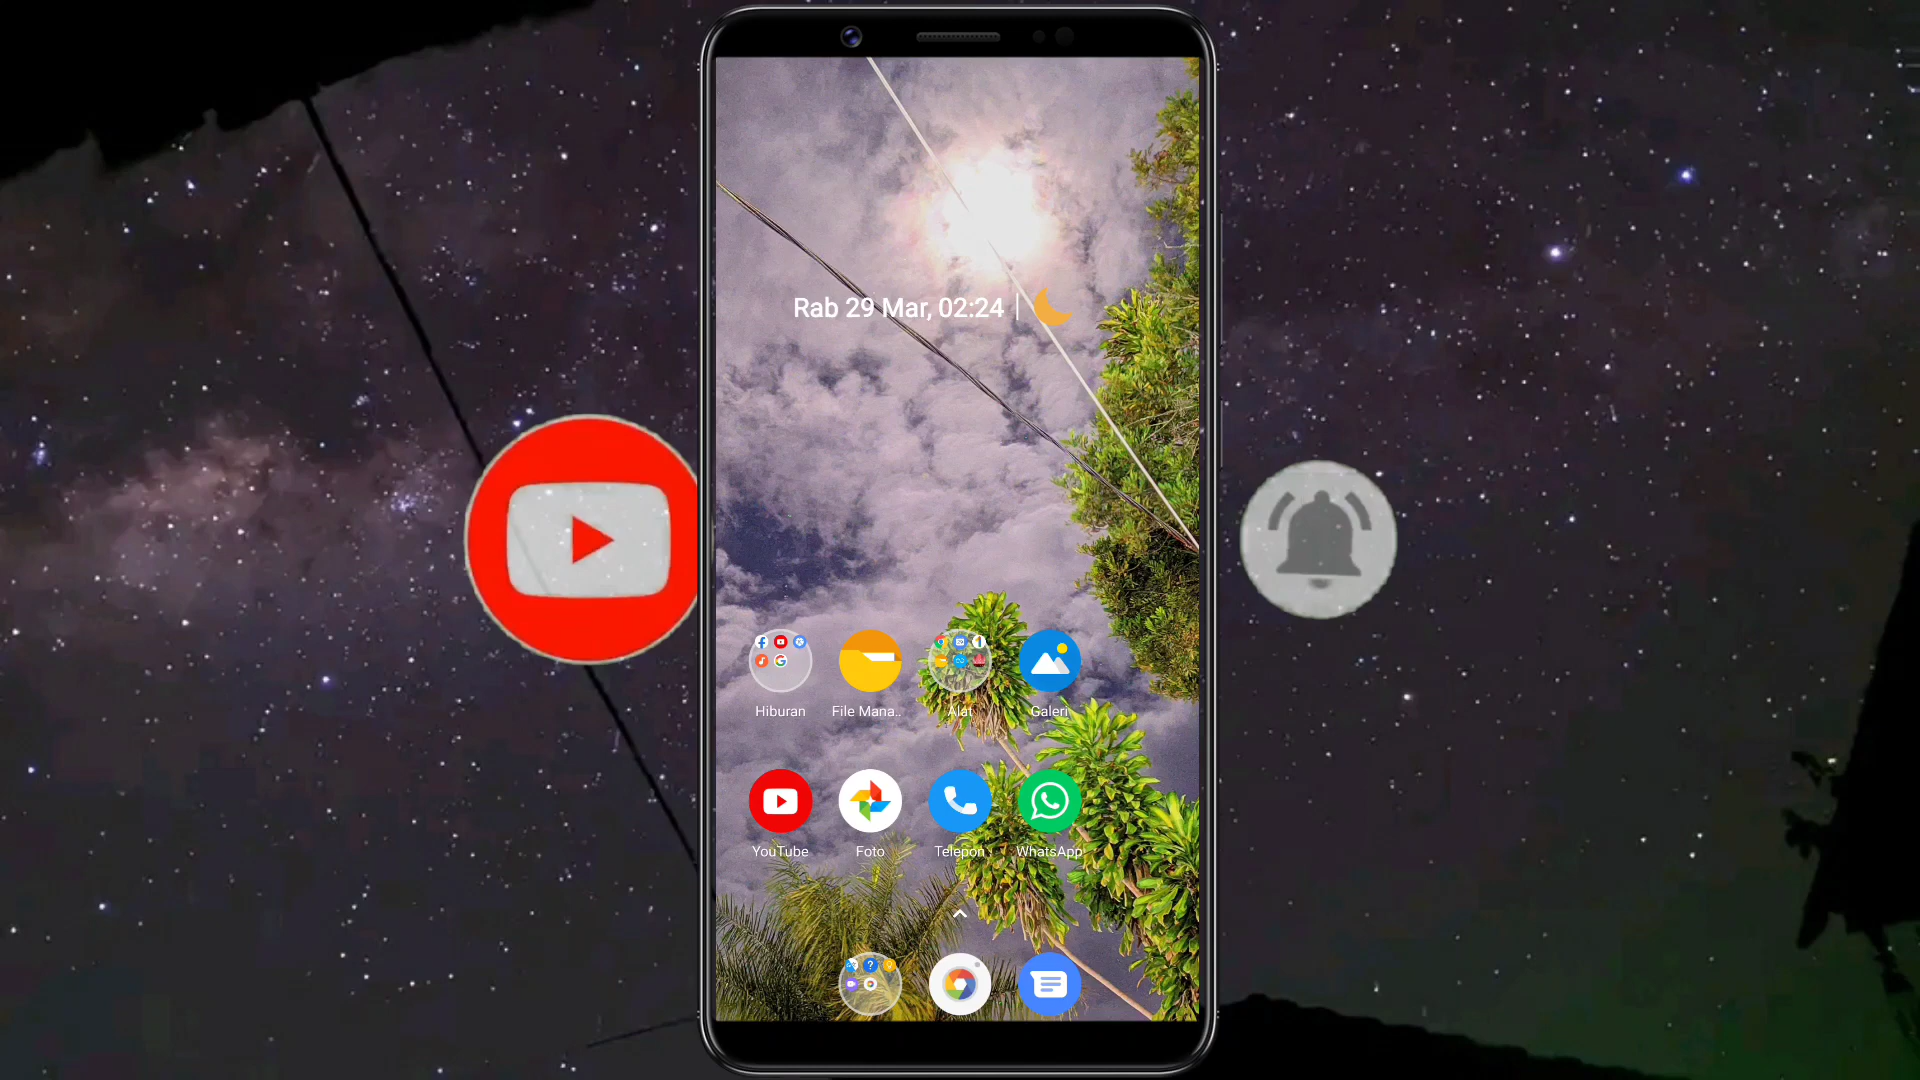 Rab 29 Mar, 02:24
Hiburan
File Mana..
Alat
Galeri
YouTube
Foto
Telepon
WhatsApp